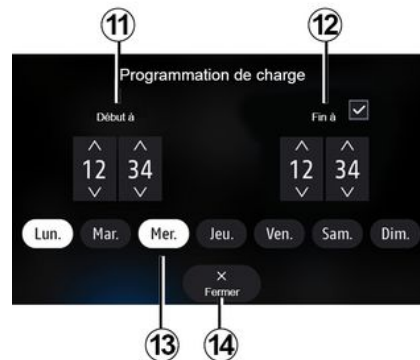 11 12
Programmation de charge
Début à Fin à
12 34 12 34
Lun. Mar. Mer. Jeu. Ven. Sam. Dim.
Fermer
13 14